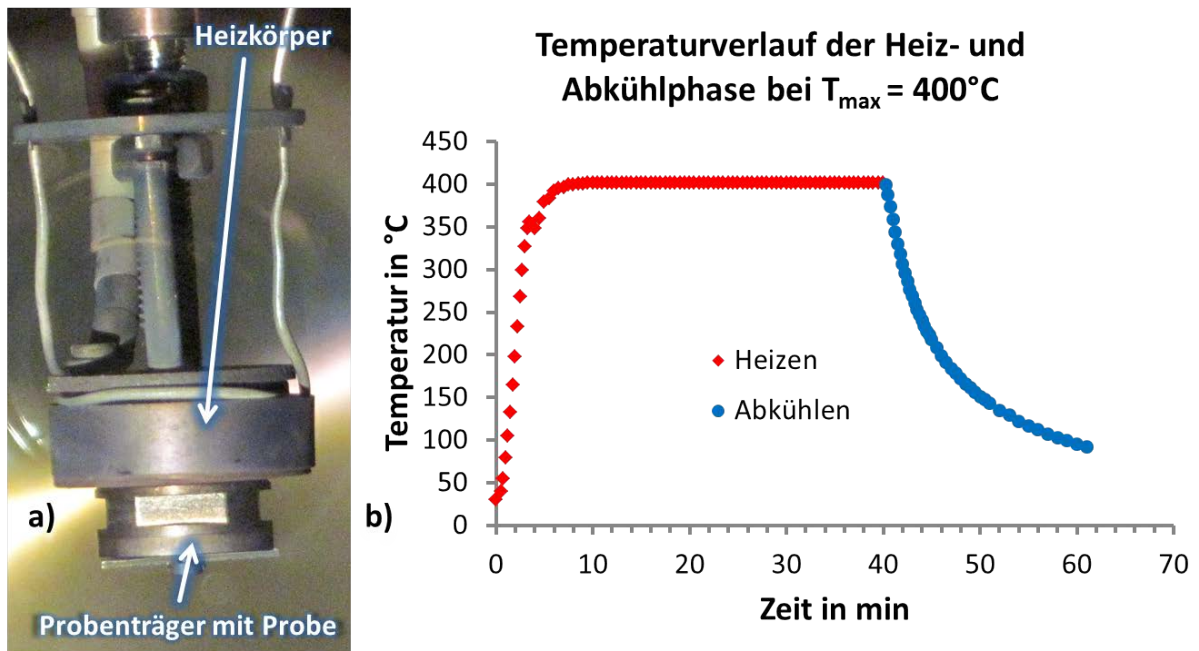 Heizkörper
a)
Probenträger mit Probe
Temperaturverlauf der Heiz- und
Abkühlphase bei Tmax = 400°C
Temperatur in °C
450
400
350
300
250
200
150
100
50
0
Heizen
Abkühlen
b)
0 10 20 30 40 50 60 70
Zeit in min